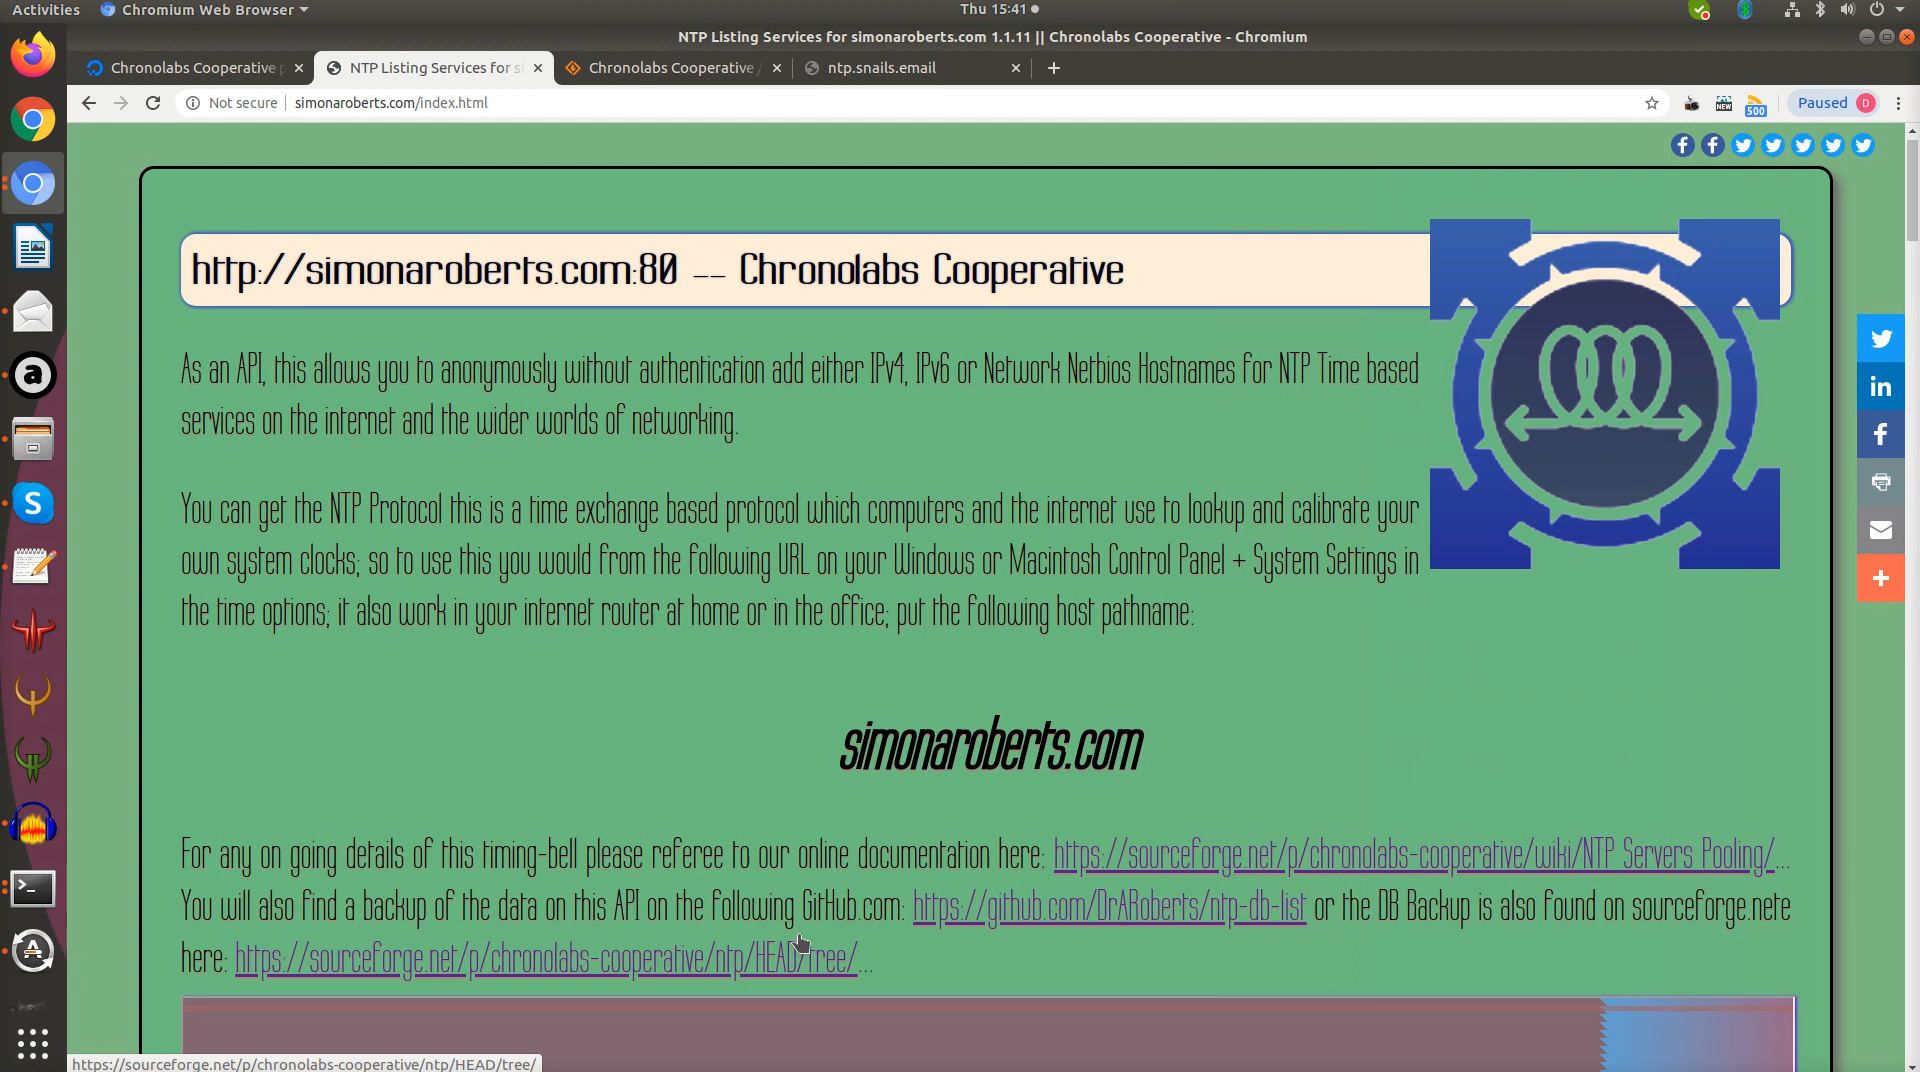 Activities Chromium Web Browser Thu 15:41
NTP Listing Services for simonaroberts.com 1.1.11 || Chronolabs Cooperative - Chromium
Chronolabs Cooperative NTP Listing Services for Chronolabs Cooperative / ntp.snails.email
Not secure simonaroberts.com/index.html NEW 500 Paused D
http://simonaroberts.com:80 -- Chronolabs Cooperative
As an API, this allows you to anonymously without authentication add either IPv4, IPv6 or Network Netbios Hostnames for NTP Time based
services on the internet and the wider worlds of networking.
You can get the NTP Protocol this is a time exchange based protocol which computers and the internet use to lookup and calibrate your
own system clocks; so to use this you would from the following URL on your Windows or Macintosh Control Panel + System Settings in
the time options; it also work in your internet router at home or in the office; put the following host pathname:
simonaroberts.com
For any on going details of this timing-bell please referee to our online documentation here: https://sourceforge.net/p/chronolabs-cooperative/wiki/NTP Servers Pooling/...
You will also find a backup of the data on this API on the following GitHub.com: https://github.com/DrARoberts/ntp-db-list or the DB Backup is also found on sourceforge.nete
here: https://sourceforge.net/p/chronolabs-cooperative/ntp/HEAD/tree/...
https://sourceforge.net/p/chronolabs-cooperative/ntp/HEAD/tree/